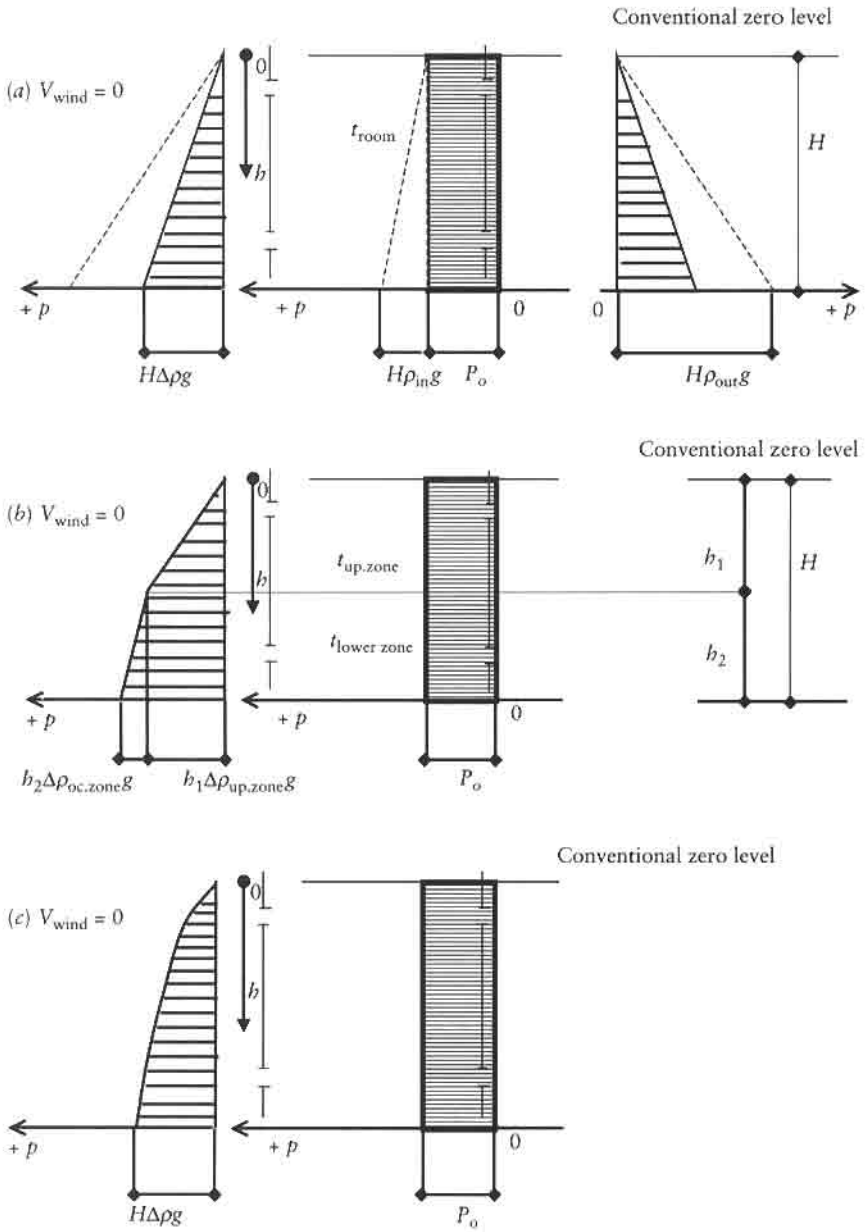 Conventional zero level
(a) V_wind = 0
0
h
t_room
H
+ p
+ p
0
0
+ p
HΔρg
Hρ_in g
P_o
Hρ_out g
Conventional zero level
(b) V_wind = 0
0
h
t_up.zone
t_lower zone
h_1
H
h_2
+ p
+ p
0
h_2Δρ_oc.zone g
h_1Δρ_up.zone g
P_o
Conventional zero level
(c) V_wind = 0
0
h
+ p
+ p
0
HΔρg
P_o